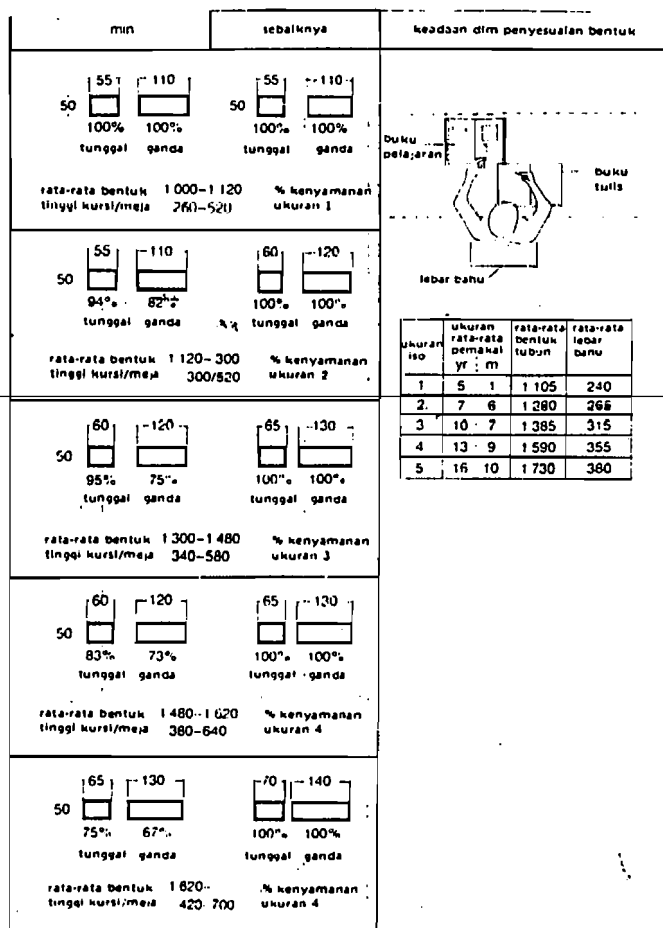 min sebaiknya keadaan dlm penyesuaian bentuk
55 110 55 110
50 50
100% 100% 100% 100%
tunggal ganda tunggal ganda
rata-rata bentuk 1 000-1 120 % kenyamanan
tinggi kursi/meja 260-520 ukuran 1
buku
pelajaran
buku
tulis
lebar bahu
55 110 60 120
50
94% 82% 100% 100%
tunggal ganda tunggal ganda
rata-rata bentuk 1 120-300 % kenyamanan
tinggi kursi/meja 300/520 ukuran 2
ukuran iso ukuran rata-rata pemakai yr m rata-rata bentuk tubuh rata-rata lebar bahu
1 5 1 1 105 240
2. 7 6 1 280 265
3 10 7 1 385 315
4 13 9 1 590 355
5 16 10 1 730 380
60 120 65 130
50
95% 75% 100% 100%
tunggal ganda tunggal ganda
rata-rata bentuk 1 300-1 480 % kenyamanan
tinggi kursi/meja 340-580 ukuran 3
60 120 65 130
50
83% 73% 100% 100%
tunggal ganda tunggal ganda
rata-rata bentuk 1 480-1 620 % kenyamanan
tinggi kursi/meja 380-640 ukuran 4
65 130 70 140
50
75% 67% 100% 100%
tunggal ganda tunggal ganda
rata-rata bentuk 1 620- % kenyamanan
tinggi kursi/meja 420-700 ukuran 4